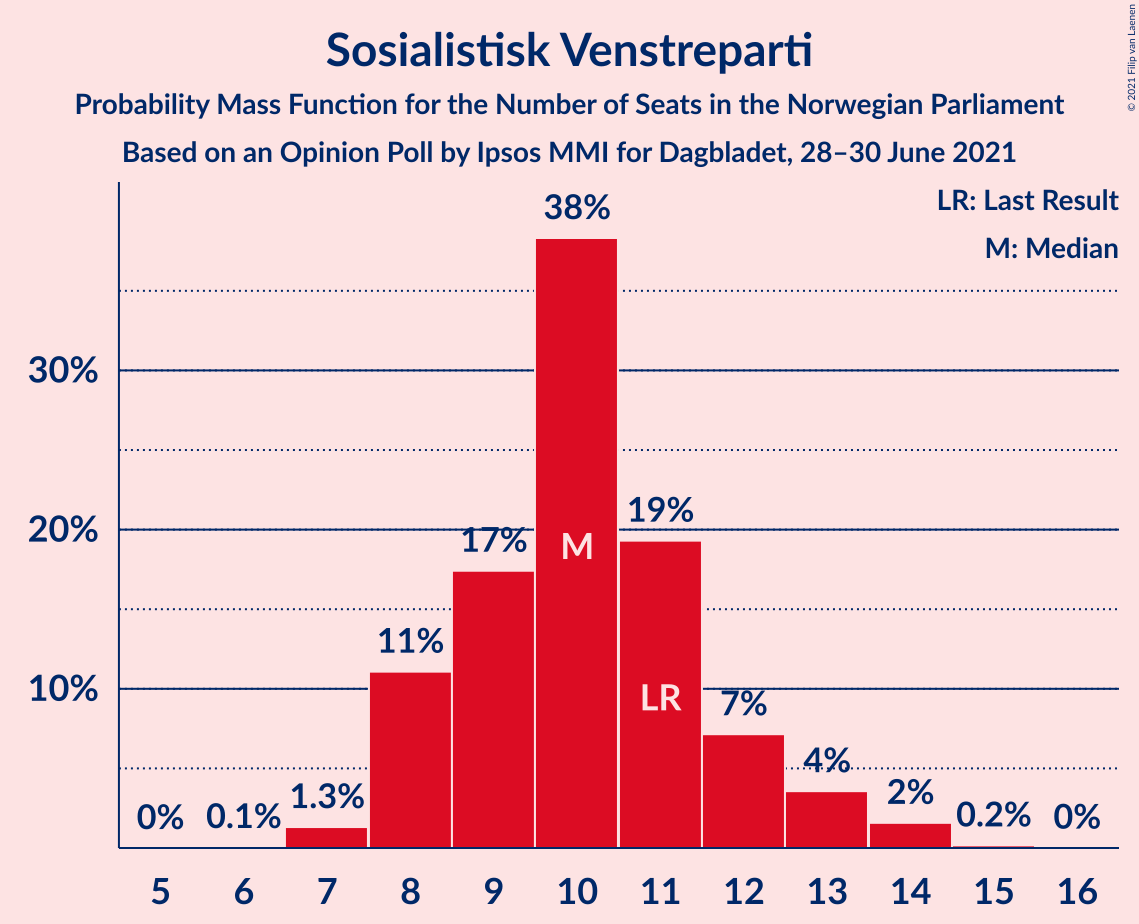 Sosialistisk Venstreparti
Probability Mass Function for the Number of Seats in the Norwegian Parliament
Based on an Opinion Poll by Ipsos MMI for Dagbladet, 28–30 June 2021
© 2021 Filip van Laenen
LR: Last Result
M: Median
38%
30%
20%
19%
17%
M
11%
10%
LR
7%
4%
2%
1.3%
0%
0.1%
0.2%
0%
5 6 7 8 9 10 11 12 13 14 15 16